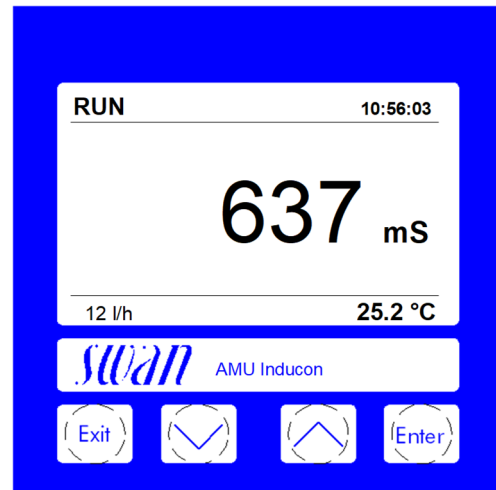 RUN 10:56:03
637 mS
12 l/h 25.2 °C
swan AMU Inducon
Exit Enter